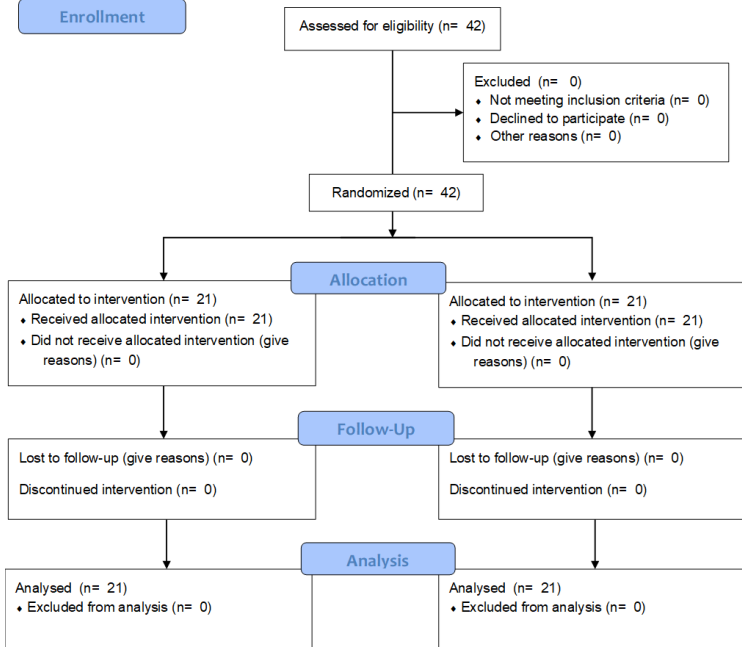 Enrollment
Assessed for eligibility (n= 42)
Excluded (n= 0)
♦ Not meeting inclusion criteria (n= 0)
♦ Declined to participate (n= 0)
♦ Other reasons (n= 0)
Randomized (n= 42)
Allocation
Allocated to intervention (n= 21)
♦ Received allocated intervention (n= 21)
♦ Did not receive allocated intervention (give
reasons) (n= 0)
Allocated to intervention (n= 21)
♦ Received allocated intervention (n= 21)
♦ Did not receive allocated intervention (give
reasons) (n= 0)
Follow-Up
Lost to follow-up (give reasons) (n= 0)
Discontinued intervention (n= 0)
Lost to follow-up (give reasons) (n= 0)
Discontinued intervention (n= 0)
Analysis
Analysed (n= 21)
♦ Excluded from analysis (n= 0)
Analysed (n= 21)
♦ Excluded from analysis (n= 0)